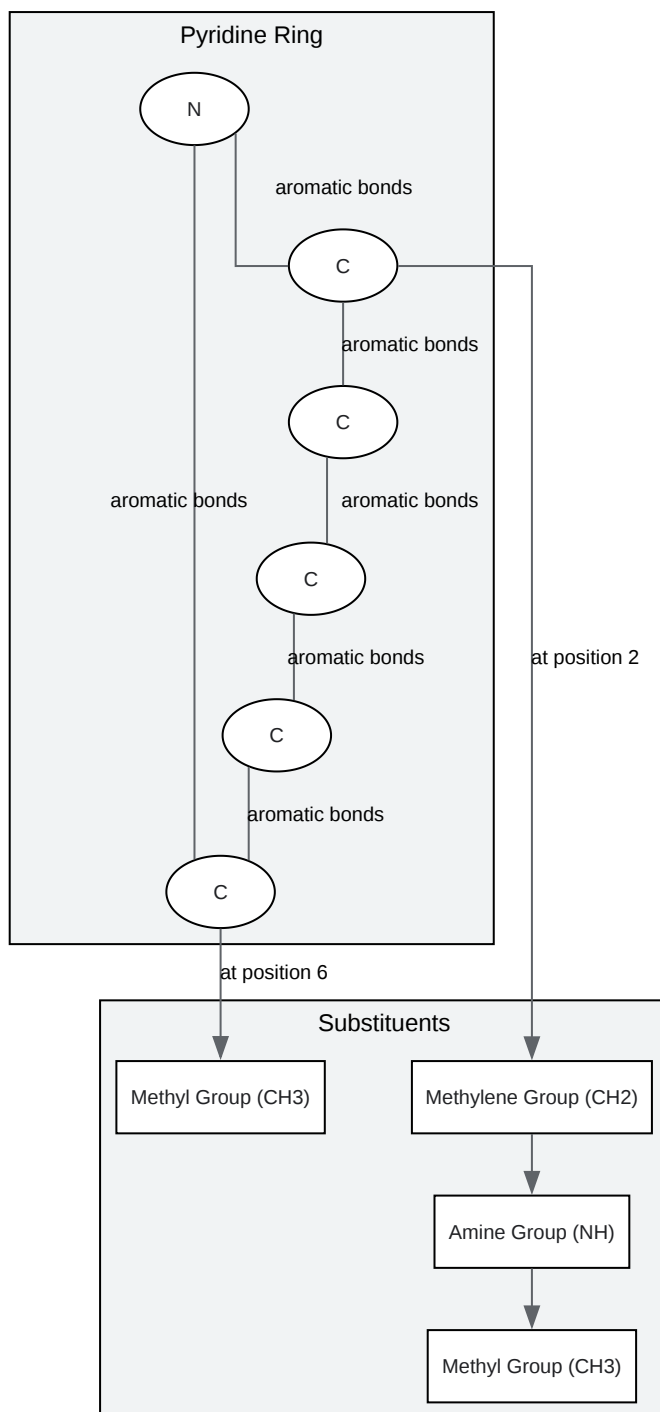 Pyridine Ring
N
aromatic bonds
C
aromatic bonds
C
aromatic bonds
aromatic bonds
C
aromatic bonds
at position 2
C
aromatic bonds
C
at position 6
Substituents
Methyl Group (CH3)
Methylene Group (CH2)
Amine Group (NH)
Methyl Group (CH3)